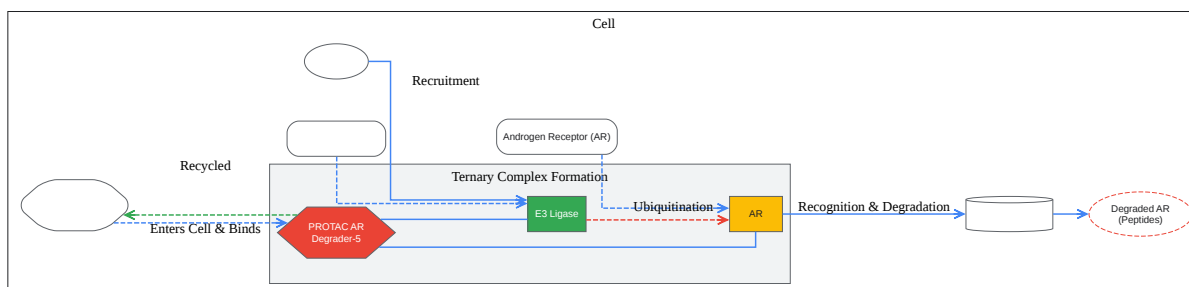 Cell
Recruitment
Androgen Receptor (AR)
Recycled
Ternary Complex Formation
Enters Cell & Binds
PROTAC AR
Degrader-5
E3 Ligase
Ubiquitination
AR
Recognition & Degradation
Degraded AR
(Peptides)